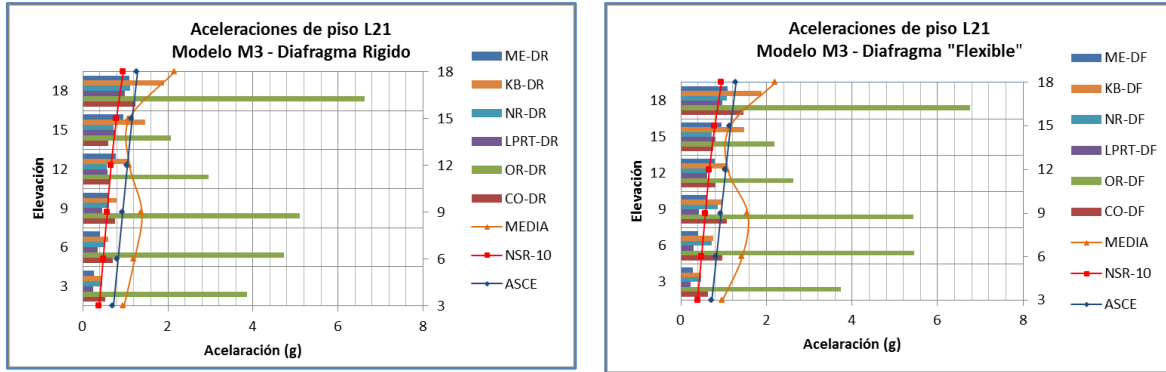 Aceleraciones de piso L21
Modelo M3 - Diafragma Rigido
Elevación
18
15
12
9
6
3
0
2
4
6
8
18
15
12
9
6
3
Acelaración (g)
ME-DR
KB-DR
NR-DR
LPRT-DR
OR-DR
CO-DR
MEDIA
NSR-10
ASCE
Aceleraciones de piso L21
Modelo M3 - Diafragma "Flexible"
Elevación
18
15
12
9
6
3
0
2
4
6
8
18
15
12
9
6
3
Acelaración (g)
ME-DF
KB-DF
NR-DF
LPRT-DF
OR-DF
CO-DF
MEDIA
NSR-10
ASCE